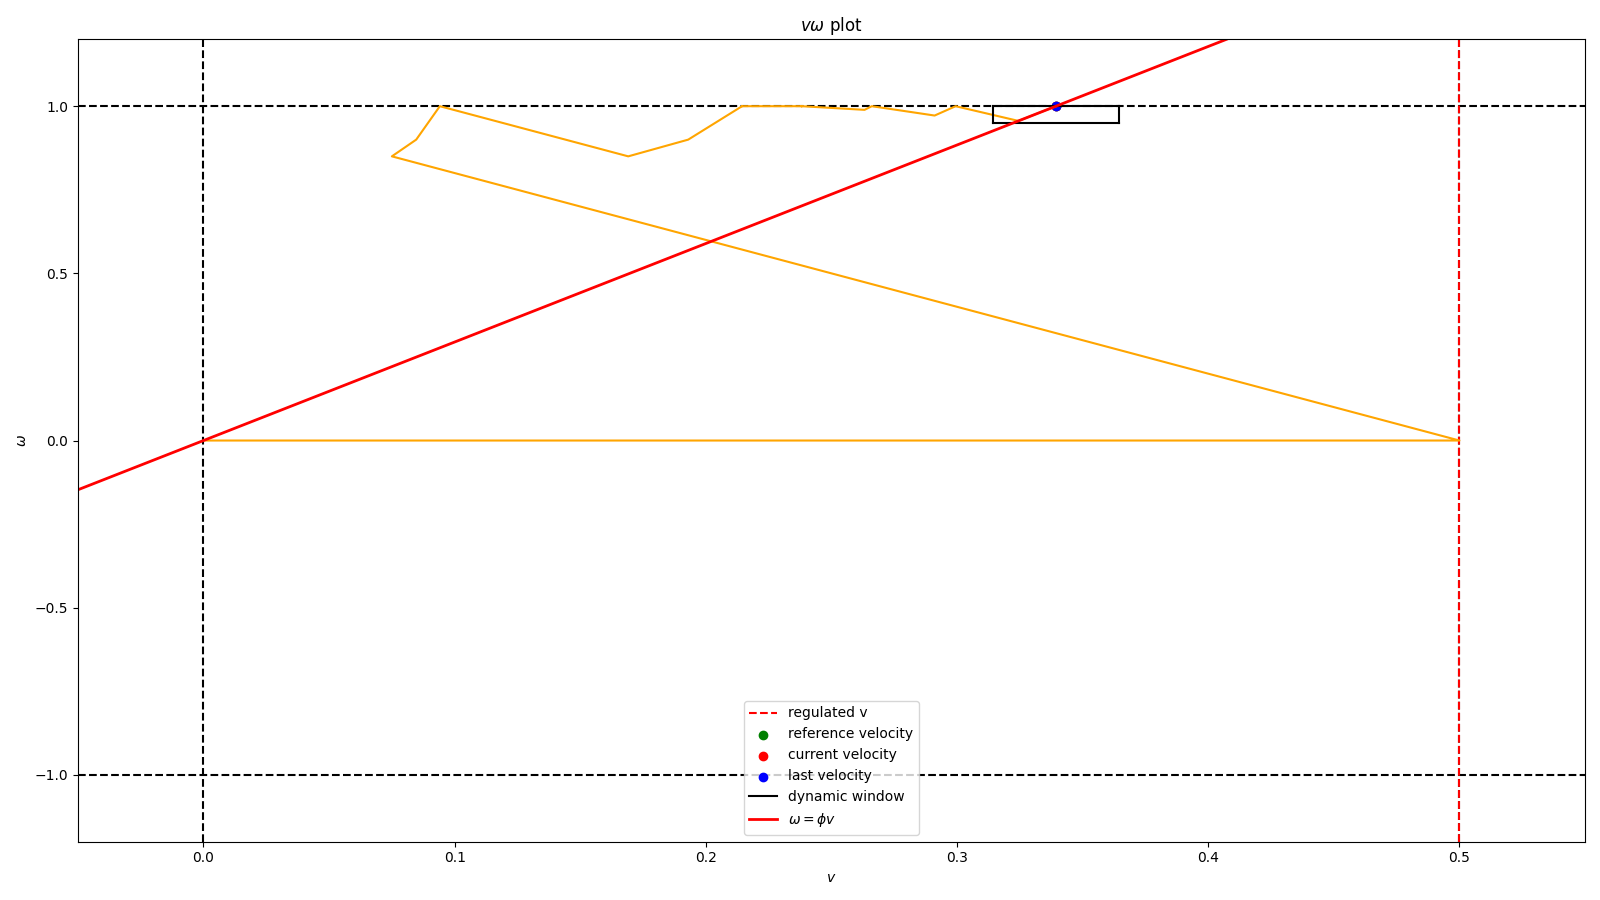 vω plot
ω
1.0
0.5
0.0
−0.5
−1.0
regulated v
reference velocity
current velocity
last velocity
dynamic window
ω = ϕv
0.0 0.1 0.2 0.3 0.4 0.5
v